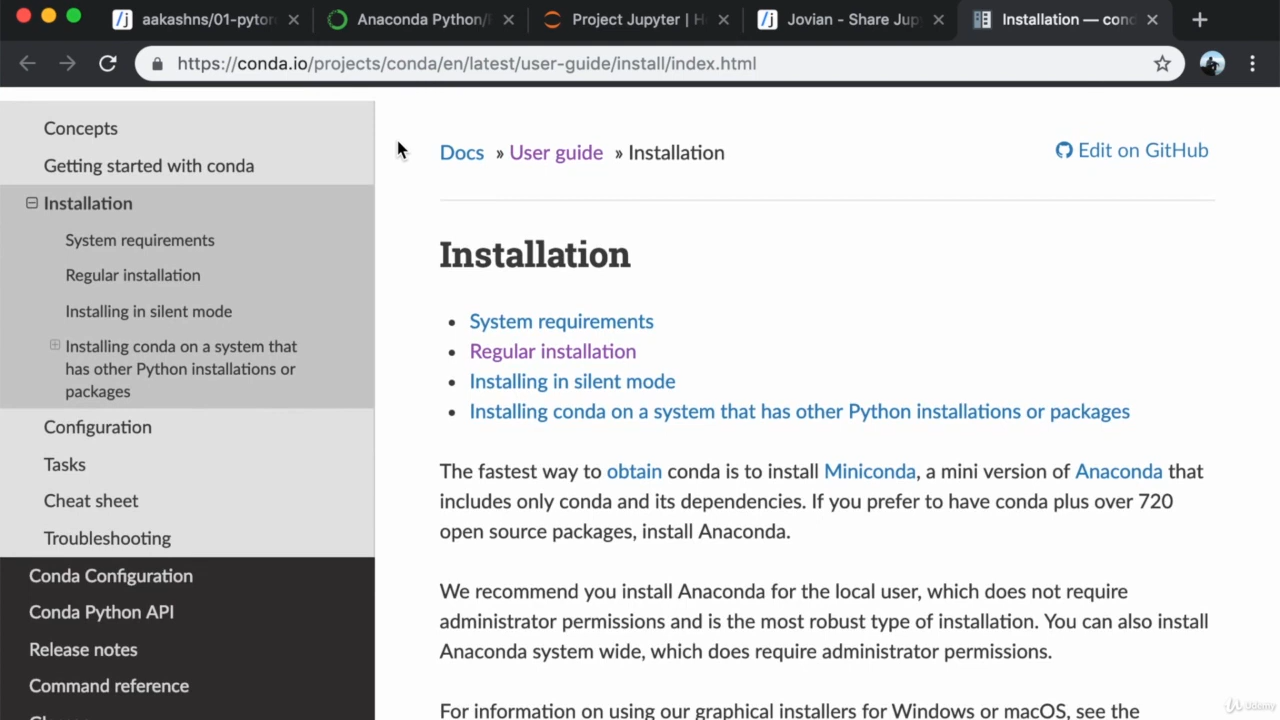 aakashns/01-pytor
Anaconda Python/
Project Jupyter | H
Jovian - Share Jup
Installation — con
https://conda.io/projects/conda/en/latest/user-guide/install/index.html
Concepts
Getting started with conda
Installation
System requirements
Regular installation
Installing in silent mode
Installing conda on a system that
has other Python installations or
packages
Configuration
Tasks
Cheat sheet
Troubleshooting
Conda Configuration
Conda Python API
Release notes
Command reference
Docs » User guide » Installation
Edit on GitHub
Installation
• System requirements
• Regular installation
• Installing in silent mode
• Installing conda on a system that has other Python installations or packages
The fastest way to obtain conda is to install Miniconda, a mini version of Anaconda that
includes only conda and its dependencies. If you prefer to have conda plus over 720
open source packages, install Anaconda.
We recommend you install Anaconda for the local user, which does not require
administrator permissions and is the most robust type of installation. You can also install
Anaconda system wide, which does require administrator permissions.
For information on using our graphical installers for Windows or macOS, see the
Udemy